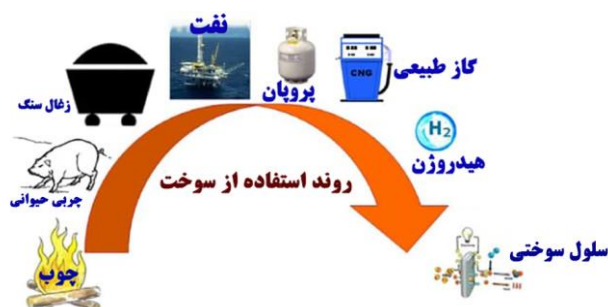 نفت
گاز طبیعی
CNG
پروپان
زغال سنگ
H2
هیدروژن
روند استفاده از سوخت
چربی حیوانی
سلول سوختی
چوب